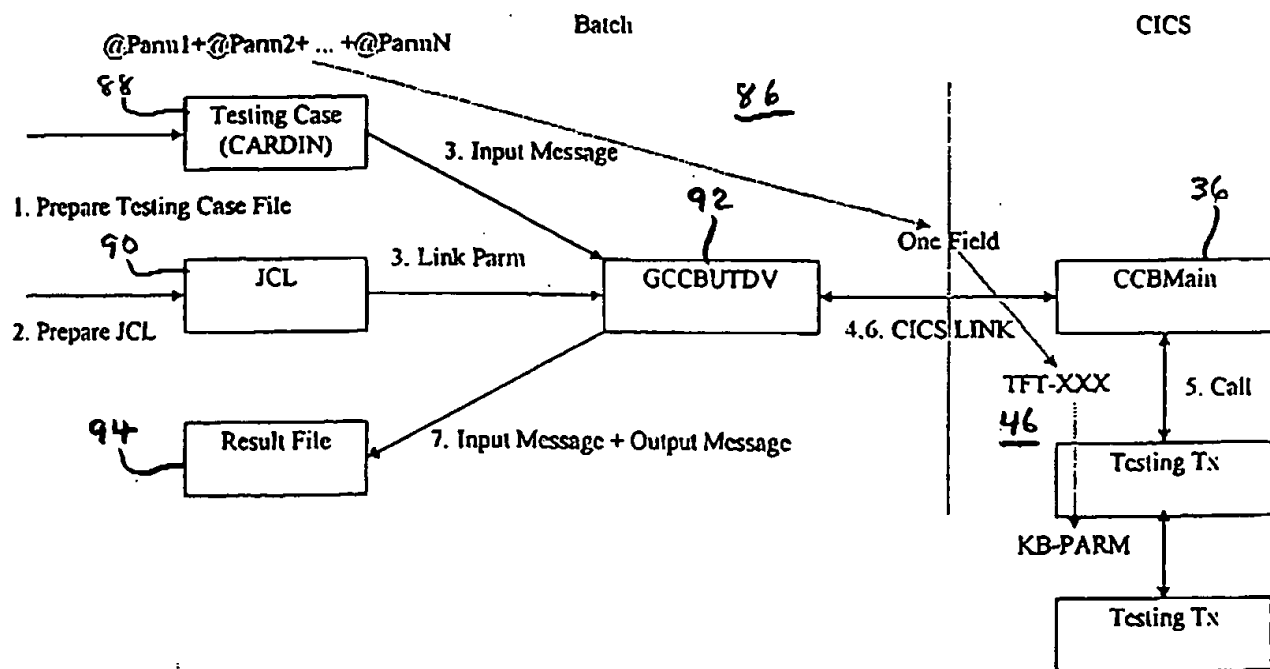 Batch
CICS
@Parm1+@Parm2+ ... +@ParmN
88
86
Testing Case
(CARDIN)
3. Input Message
1. Prepare Testing Case File
92
36
90
One Field
3. Link Parm
JCL
GCCBUTDV
CCBMain
2. Prepare JCL
4.6. CICS LINK
TFT-XXX
5. Call
94
46
Result File
7. Input Message + Output Message
Testing Tx
KB-PARM
Testing Tx